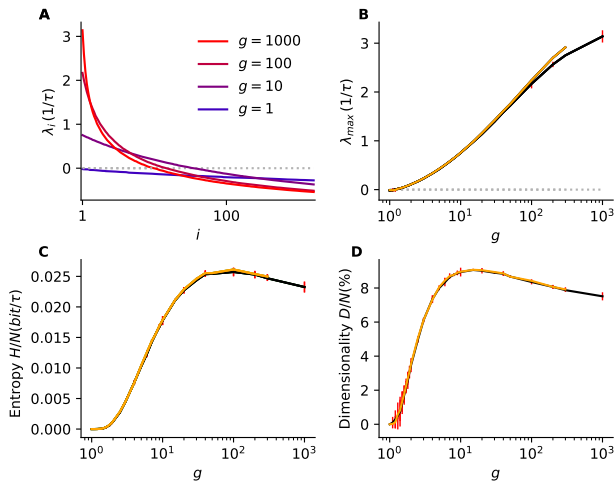 A
3
2
1
0
λ_i (1/τ)
g = 1000
g = 100
g = 10
g = 1
1
100
i
B
3
2
1
0
λ_max (1/τ)
10^0
10^1
10^2
10^3
g
C
0.025
0.020
0.015
0.010
0.005
0.000
Entropy H/N(bit/τ)
10^0
10^1
10^2
10^3
g
D
8
6
4
2
0
Dimensionality D/N(%)
10^0
10^1
10^2
10^3
g